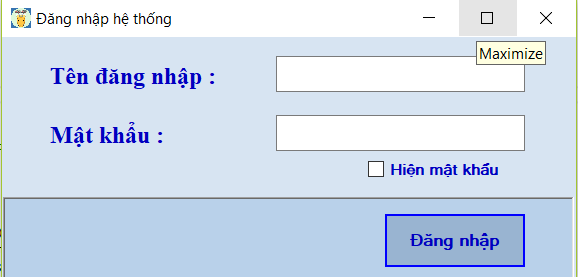 Đăng nhập hệ thống
Maximize
Tên đăng nhập :
Mật khẩu :
Hiện mật khẩu
Đăng nhập